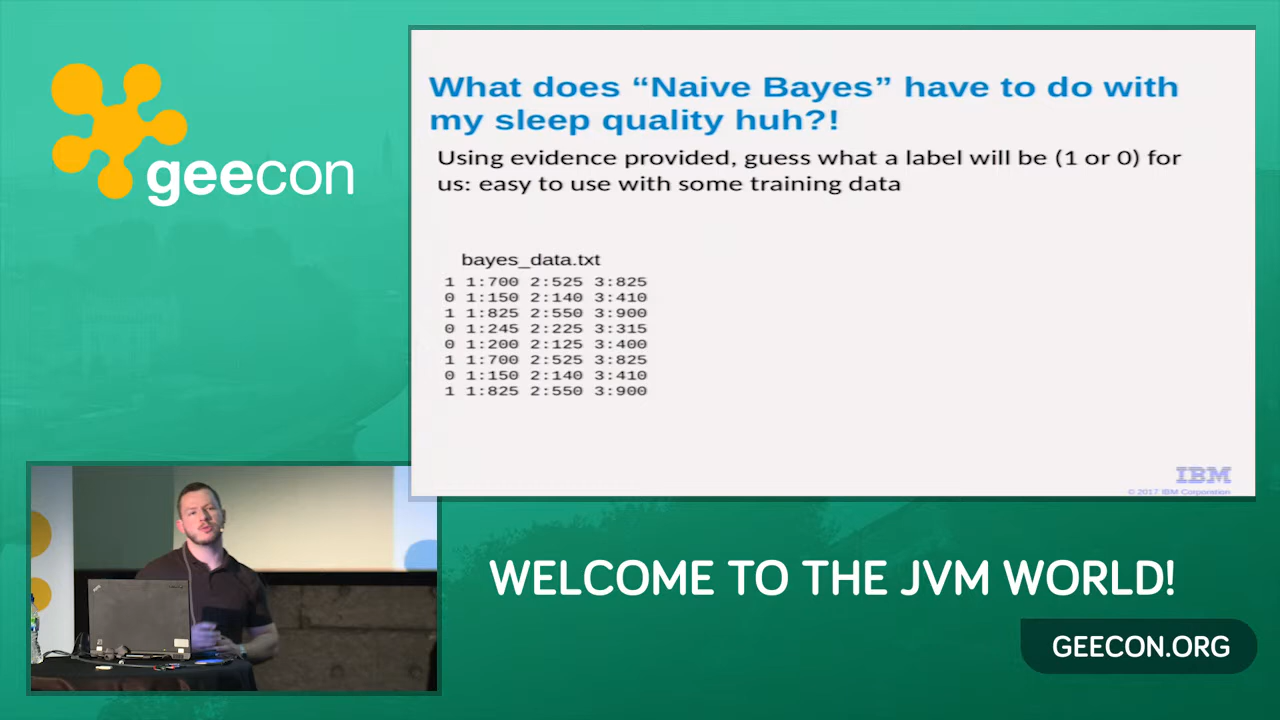 geecon
What does “Naive Bayes” have to do with
my sleep quality huh?!
Using evidence provided, guess what a label will be (1 or 0) for
us: easy to use with some training data
bayes_data.txt
1 1:700 2:525 3:825
0 1:150 2:140 3:410
1 1:825 2:550 3:900
0 1:245 2:225 3:315
0 1:200 2:125 3:400
1 1:700 2:525 3:825
0 1:150 2:140 3:410
1 1:825 2:550 3:900
IBM
© 2017 IBM Corporation
WELCOME TO THE JVM WORLD!
GEECON.ORG